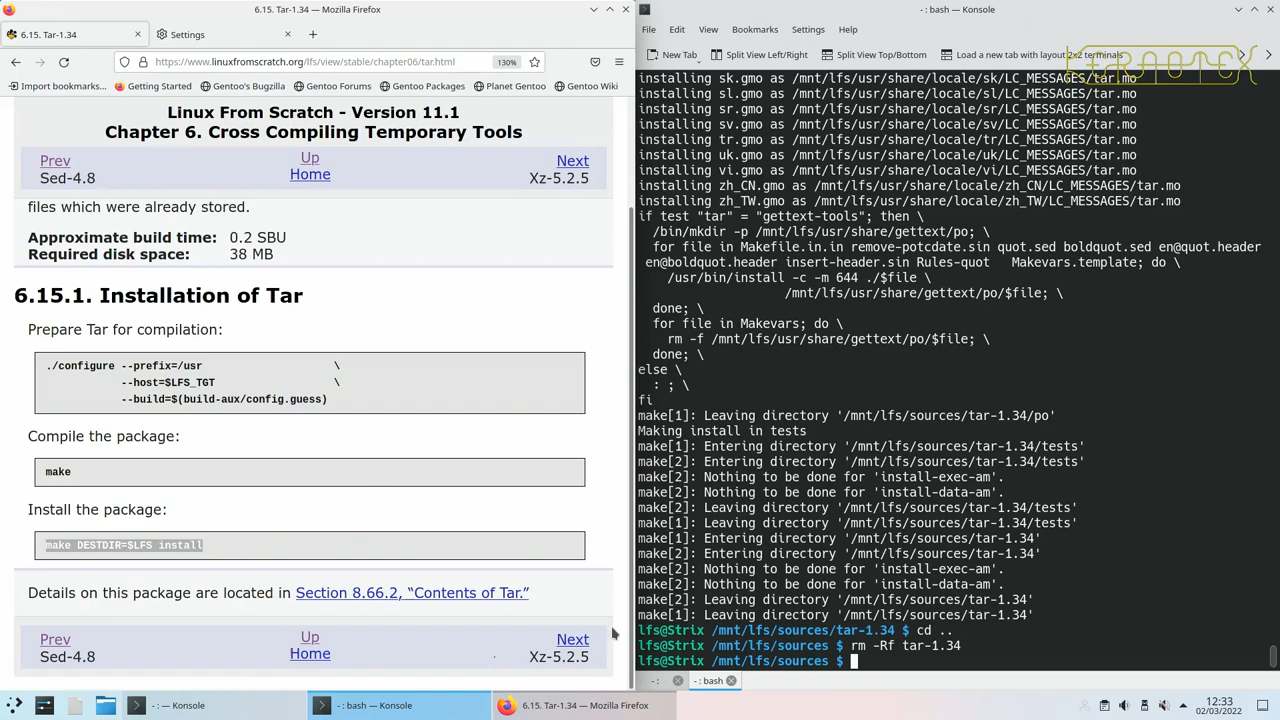 6.15. Tar-1.34 — Mozilla Firefox
6.15. Tar-1.34
Settings
https://www.linuxfromscratch.org/lfs/view/stable/chapter06/tar.html
130%
Import bookmarks...
Getting Started
Gentoo's Bugzilla
Gentoo Forums
Gentoo Packages
Planet Gentoo
Gentoo Wiki
Linux From Scratch - Version 11.1
Chapter 6. Cross Compiling Temporary Tools
Prev
Up
Next
Sed-4.8
Home
Xz-5.2.5
files which were already stored.
Approximate build time: 0.2 SBU
Required disk space: 38 MB
6.15.1. Installation of Tar
Prepare Tar for compilation:
./configure --prefix=/usr \
--host=$LFS_TGT \
--build=$(build-aux/config.guess)
Compile the package:
make
Install the package:
make DESTDIR=$LFS install
Details on this package are located in Section 8.66.2, “Contents of Tar.”
Prev
Up
Next
Sed-4.8
Home
Xz-5.2.5
- : bash — Konsole
File Edit View Bookmarks Settings Help
New Tab
Split View Left/Right
Split View Top/Bottom
Load a new tab with layout 2x2 terminals
installing sk.gmo as /mnt/lfs/usr/share/locale/sk/LC_MESSAGES/tar.mo
installing sl.gmo as /mnt/lfs/usr/share/locale/sl/LC_MESSAGES/tar.mo
installing sr.gmo as /mnt/lfs/usr/share/locale/sr/LC_MESSAGES/tar.mo
installing sv.gmo as /mnt/lfs/usr/share/locale/sv/LC_MESSAGES/tar.mo
installing tr.gmo as /mnt/lfs/usr/share/locale/tr/LC_MESSAGES/tar.mo
installing uk.gmo as /mnt/lfs/usr/share/locale/uk/LC_MESSAGES/tar.mo
installing vi.gmo as /mnt/lfs/usr/share/locale/vi/LC_MESSAGES/tar.mo
installing zh_CN.gmo as /mnt/lfs/usr/share/locale/zh_CN/LC_MESSAGES/tar.mo
installing zh_TW.gmo as /mnt/lfs/usr/share/locale/zh_TW/LC_MESSAGES/tar.mo
if test "tar" = "gettext-tools"; then \
/bin/mkdir -p /mnt/lfs/usr/share/gettext/po; \
for file in Makefile.in.in remove-potcdate.sin quot.sed boldquot.sed en@quot.header
en@boldquot.header insert-header.sin Rules-quot Makevars.template; do \
/usr/bin/install -c -m 644 ./$file \
/mnt/lfs/usr/share/gettext/po/$file; \
done; \
for file in Makevars; do \
rm -f /mnt/lfs/usr/share/gettext/po/$file; \
done; \
else \
: ; \
fi
make[1]: Leaving directory '/mnt/lfs/sources/tar-1.34/po'
Making install in tests
make[1]: Entering directory '/mnt/lfs/sources/tar-1.34/tests'
make[2]: Entering directory '/mnt/lfs/sources/tar-1.34/tests'
make[2]: Nothing to be done for 'install-exec-am'.
make[2]: Nothing to be done for 'install-data-am'.
make[2]: Leaving directory '/mnt/lfs/sources/tar-1.34/tests'
make[1]: Leaving directory '/mnt/lfs/sources/tar-1.34/tests'
make[1]: Entering directory '/mnt/lfs/sources/tar-1.34'
make[2]: Entering directory '/mnt/lfs/sources/tar-1.34'
make[2]: Nothing to be done for 'install-exec-am'.
make[2]: Nothing to be done for 'install-data-am'.
make[2]: Leaving directory '/mnt/lfs/sources/tar-1.34'
make[1]: Leaving directory '/mnt/lfs/sources/tar-1.34'
lfs@Strix /mnt/lfs/sources/tar-1.34 $ cd ..
lfs@Strix /mnt/lfs/sources $ rm -Rf tar-1.34
lfs@Strix /mnt/lfs/sources $
- :
- : bash
- : — Konsole
- : bash — Konsole
6.15. Tar-1.34 — Mozilla Firefox
12:33
02/03/2022